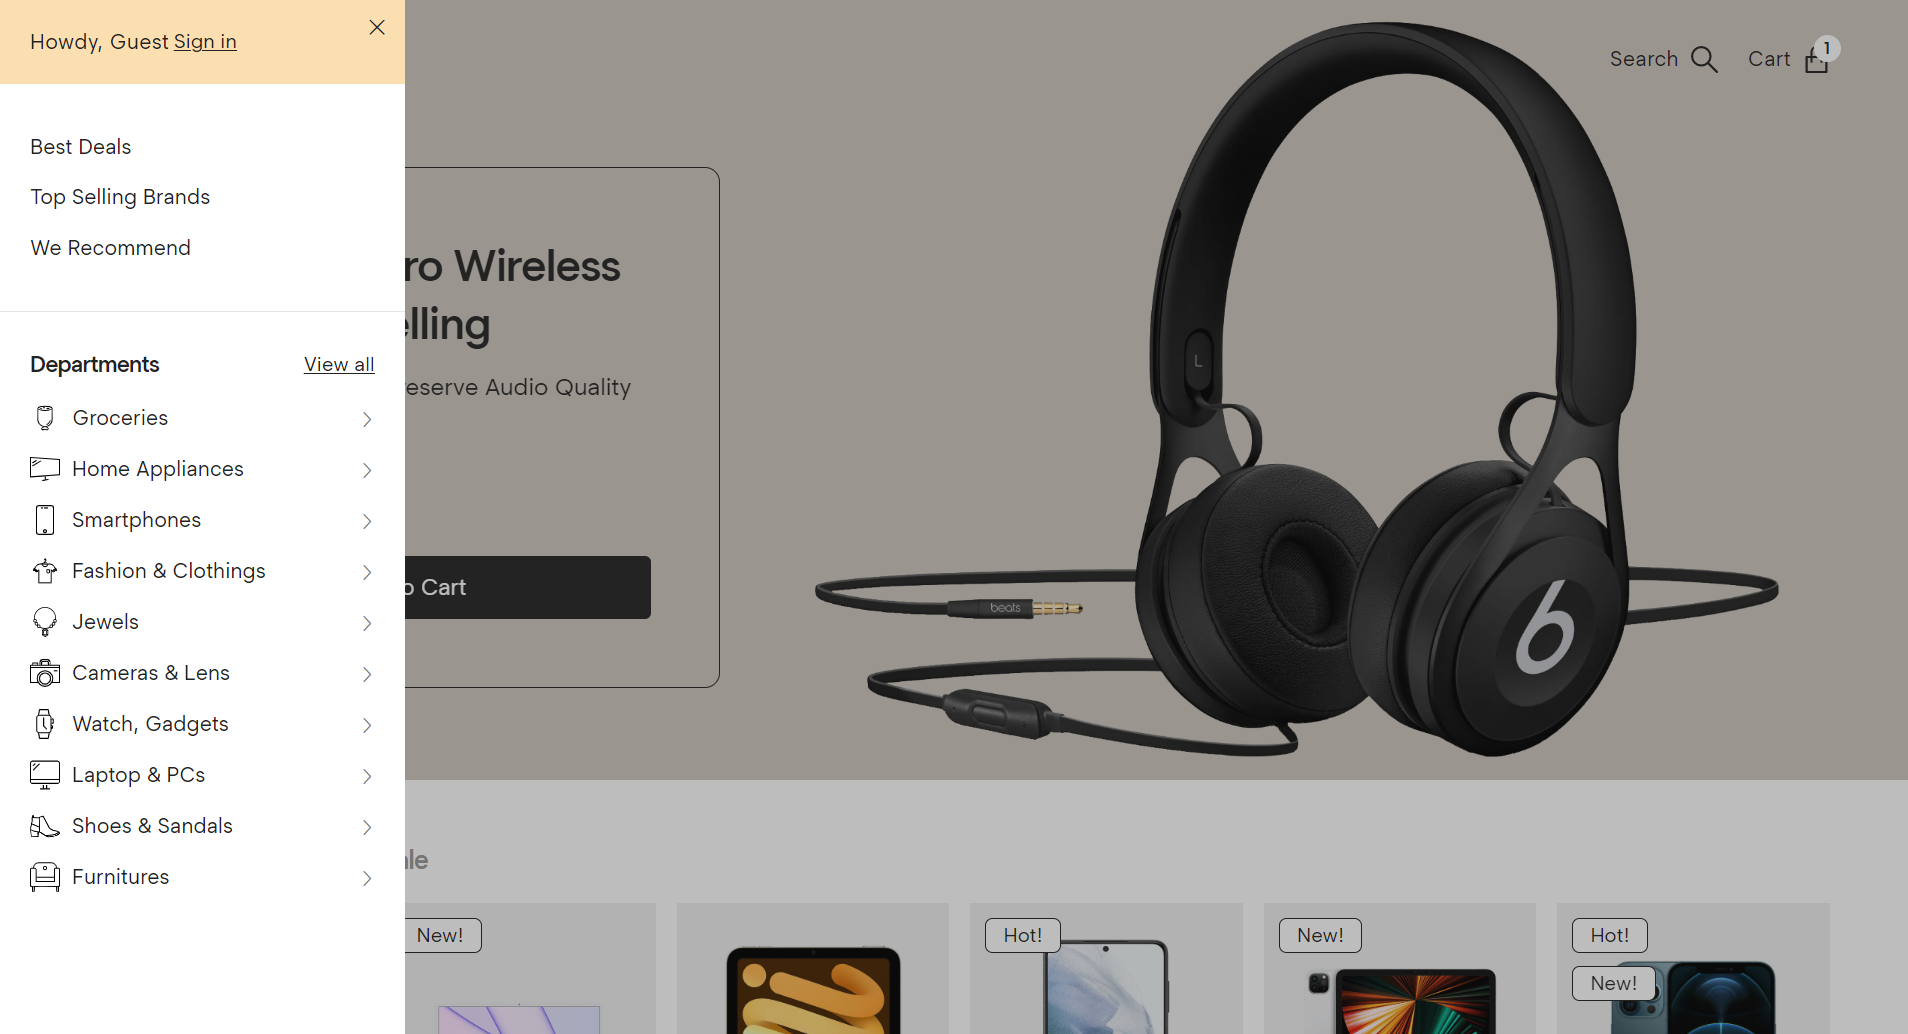 Howdy, Guest Sign in
Search
Cart
1
Best Deals
Top Selling Brands
We Recommend
ro Wireless
elling
eserve Audio Quality
o Cart
L
beats
b
Departments
View all
Groceries
Home Appliances
Smartphones
Fashion & Clothings
Jewels
Cameras & Lens
Watch, Gadgets
Laptop & PCs
Shoes & Sandals
Furnitures
ale
New!
Hot!
New!
Hot!
New!